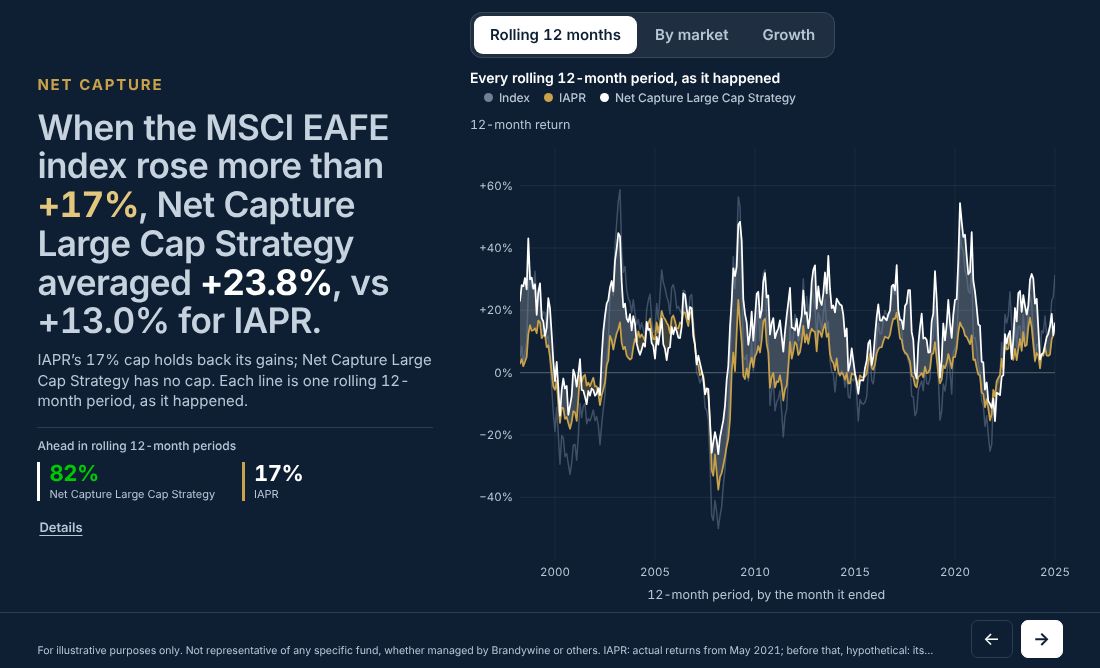 Rolling 12 months
By market
Growth
NET CAPTURE
When the MSCI EAFE
index rose more than
+17%, Net Capture
Large Cap Strategy
averaged +23.8%, vs
+13.0% for IAPR.
IAPR’s 17% cap holds back its gains; Net Capture Large
Cap Strategy has no cap. Each line is one rolling 12-
month period, as it happened.
Ahead in rolling 12-month periods
82%
Net Capture Large Cap Strategy
17%
IAPR
Details
Every rolling 12-month period, as it happened
Index
IAPR
Net Capture Large Cap Strategy
12-month return
+60%
+40%
+20%
0%
−20%
−40%
2000
2005
2010
2015
2020
2025
12-month period, by the month it ended
For illustrative purposes only. Not representative of any specific fund, whether managed by Brandywine or others. IAPR: actual returns from May 2021; before that, hypothetical: its…